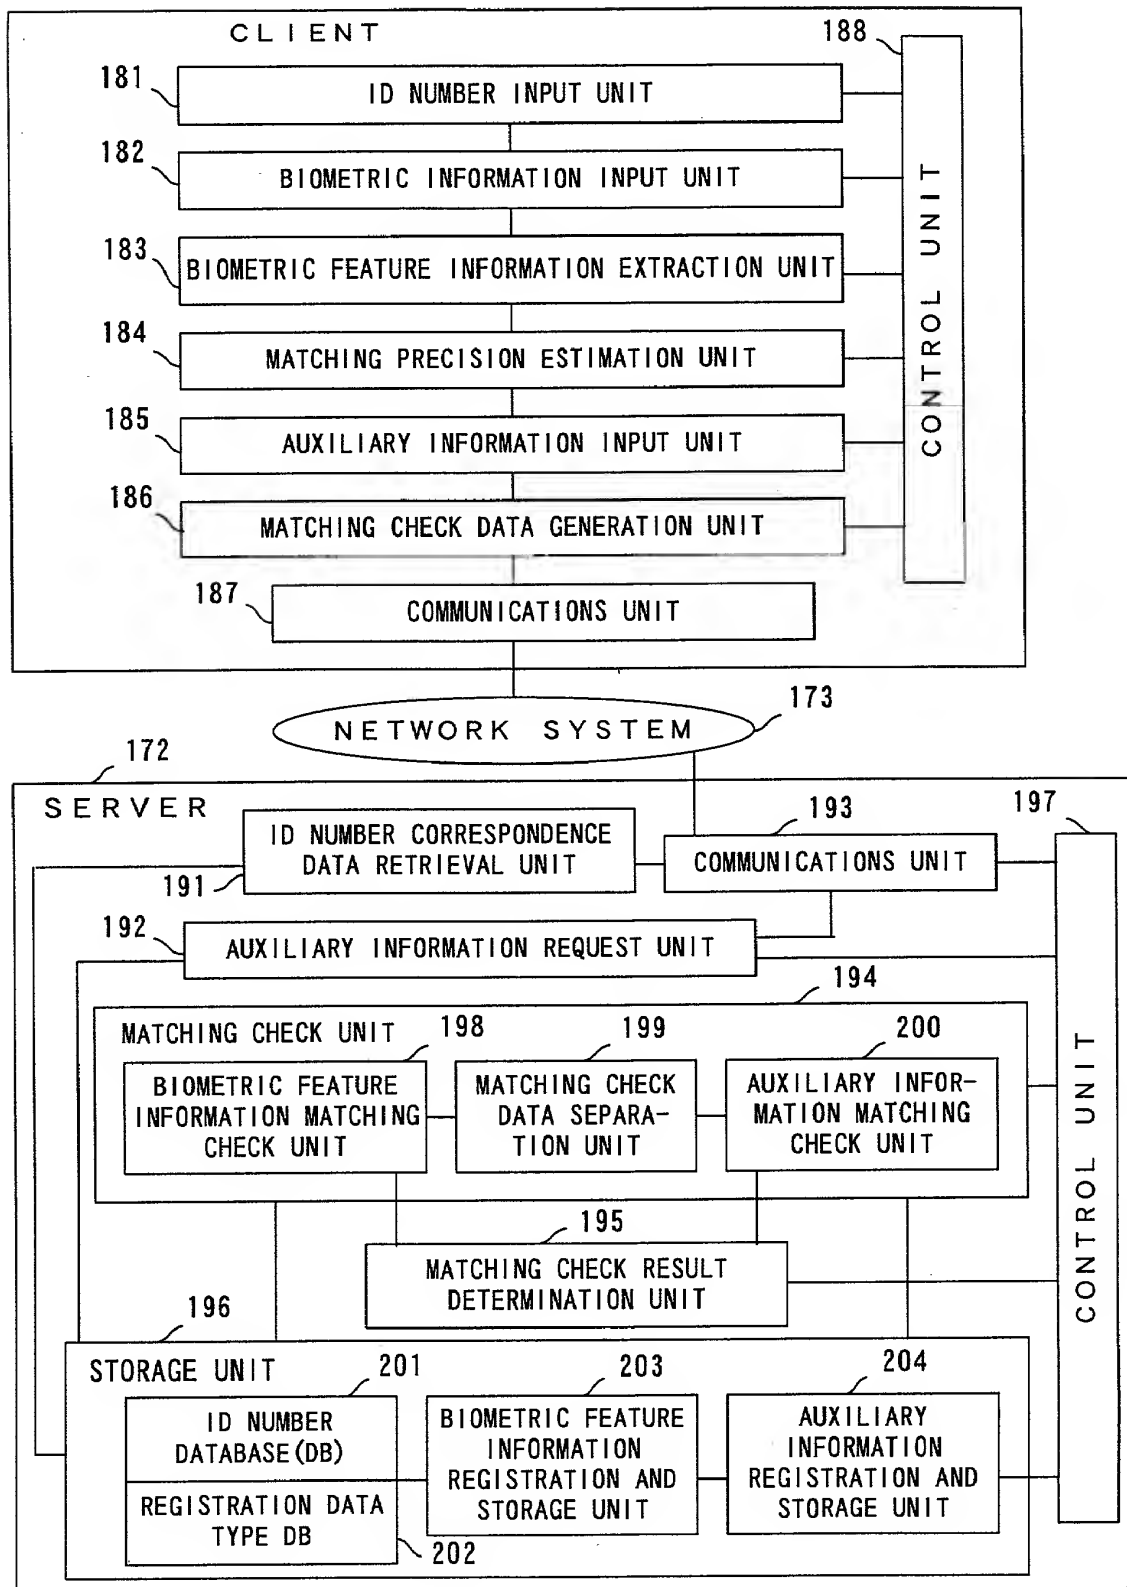 CLIENT
188
181
ID NUMBER INPUT UNIT
182
BIOMETRIC INFORMATION INPUT UNIT
183
BIOMETRIC FEATURE INFORMATION EXTRACTION UNIT
184
MATCHING PRECISION ESTIMATION UNIT
185
AUXILIARY INFORMATION INPUT UNIT
186
MATCHING CHECK DATA GENERATION UNIT
187
COMMUNICATIONS UNIT
CONTROL UNIT
173
NETWORK SYSTEM
172
SERVER
197
193
ID NUMBER CORRESPONDENCE
DATA RETRIEVAL UNIT
191
COMMUNICATIONS UNIT
192
AUXILIARY INFORMATION REQUEST UNIT
194
MATCHING CHECK UNIT
198
199
200
BIOMETRIC FEATURE
INFORMATION MATCHING
CHECK UNIT
MATCHING CHECK
DATA SEPARA-
TION UNIT
AUXILIARY INFOR-
MATION MATCHING
CHECK UNIT
CONTROL UNIT
195
MATCHING CHECK RESULT
DETERMINATION UNIT
196
STORAGE UNIT
201
203
204
ID NUMBER
DATABASE(DB)
REGISTRATION DATA
TYPE DB
202
BIOMETRIC FEATURE
INFORMATION
REGISTRATION AND
STORAGE UNIT
AUXILIARY
INFORMATION
REGISTRATION AND
STORAGE UNIT